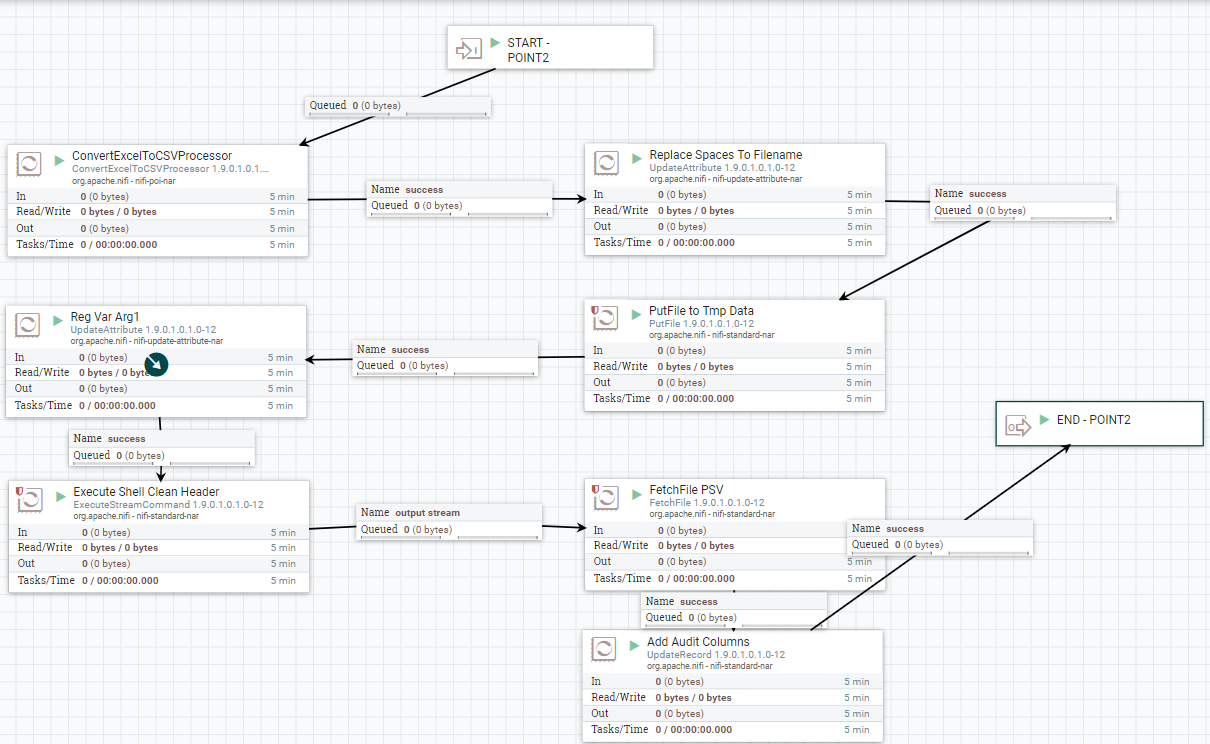 START -
POINT2
Queued 0 (0 bytes)
ConvertExcelToCSVProcessor
ConvertExcelToCSVProcessor 1.9.0.1.0.1....
org.apache.nifi - nifi-poi-nar
In 0 (0 bytes) 5 min
Read/Write 0 bytes / 0 bytes 5 min
Out 0 (0 bytes) 5 min
Tasks/Time 0 / 00:00:00.000 5 min
Name success
Queued 0 (0 bytes)
Replace Spaces To Filename
UpdateAttribute 1.9.0.1.0.1.0-12
org.apache.nifi - nifi-update-attribute-nar
In 0 (0 bytes) 5 min
Read/Write 0 bytes / 0 bytes 5 min
Out 0 (0 bytes) 5 min
Tasks/Time 0 / 00:00:00.000 5 min
Name success
Queued 0 (0 bytes)
Reg Var Arg1
UpdateAttribute 1.9.0.1.0.1.0-12
org.apache.nifi - nifi-update-attribute-nar
In 0 (0 bytes) 5 min
Read/Write 0 bytes / 0 byte 5 min
Out 0 (0 bytes) 5 min
Tasks/Time 0 / 00:00:00.000 5 min
Name success
Queued 0 (0 bytes)
PutFile to Tmp Data
PutFile 1.9.0.1.0.1.0-12
org.apache.nifi - nifi-standard-nar
In 0 (0 bytes) 5 min
Read/Write 0 bytes / 0 bytes 5 min
Out 0 (0 bytes) 5 min
Tasks/Time 0 / 00:00:00.000 5 min
END - POINT2
Name success
Queued 0 (0 bytes)
Execute Shell Clean Header
ExecuteStreamCommand 1.9.0.1.0.1.0-12
org.apache.nifi - nifi-standard-nar
In 0 (0 bytes) 5 min
Read/Write 0 bytes / 0 bytes 5 min
Out 0 (0 bytes) 5 min
Tasks/Time 0 / 00:00:00.000 5 min
Name output stream
Queued 0 (0 bytes)
FetchFile PSV
FetchFile 1.9.0.1.0.1.0-12
org.apache.nifi - nifi-standard-nar
In 0 (0 bytes)
Read/Write 0 bytes / 0 bytes
Out 0 (0 bytes) 5 min
Tasks/Time 0 / 00:00:00.000 5 min
Name success
Queued 0 (0 bytes)
Name success
Queued 0 (0 bytes)
Add Audit Columns
UpdateRecord 1.9.0.1.0.1.0-12
org.apache.nifi - nifi-standard-nar
In 0 (0 bytes) 5 min
Read/Write 0 bytes / 0 bytes 5 min
Out 0 (0 bytes) 5 min
Tasks/Time 0 / 00:00:00.000 5 min